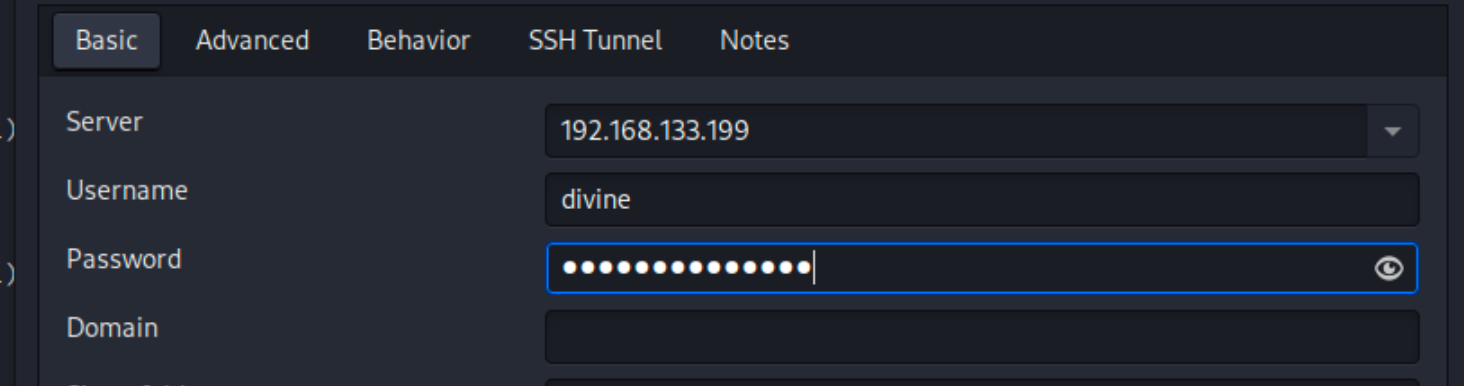 Basic Advanced Behavior SSH Tunnel Notes
Server 192.168.133.199
Username divine
Password ••••••••••••••
Domain